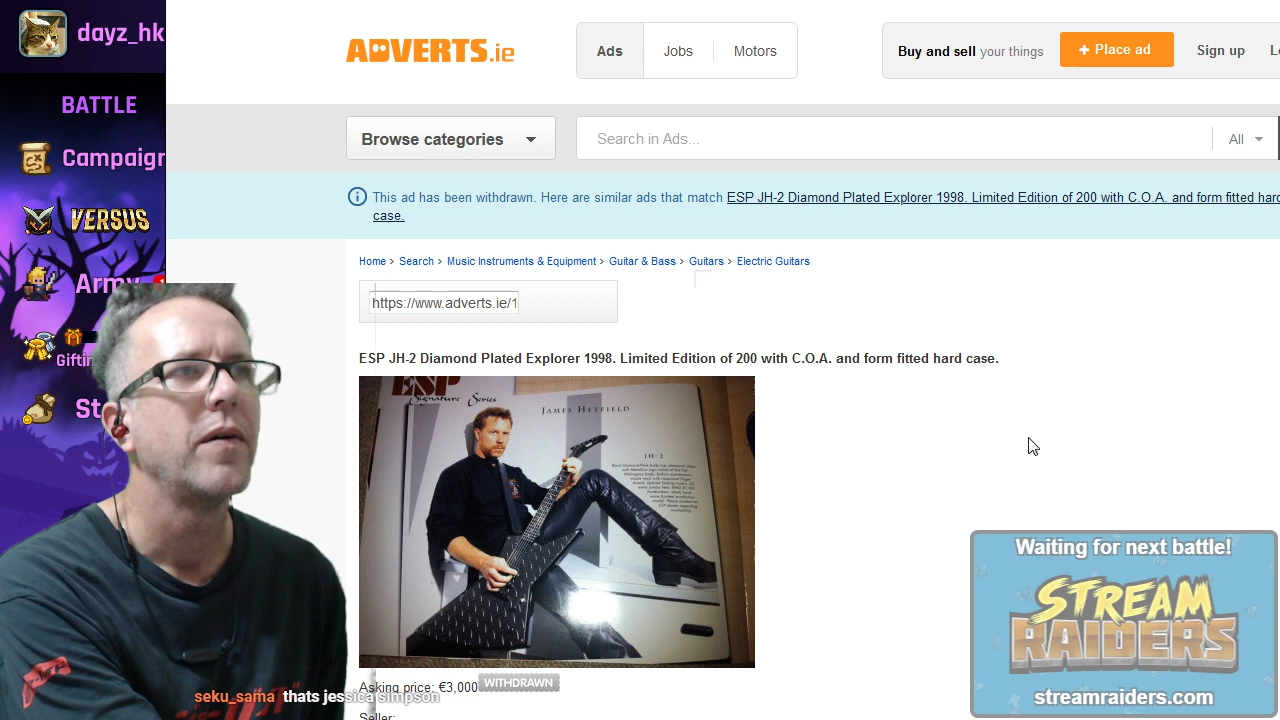 dayz_hk
BATTLE
Campaign
VERSUS
Army
Giftin
St
ADVERTS.ie
Ads
Jobs
Motors
Buy and sell your things
+ Place ad
Sign up
Browse categories
Search in Ads...
All
This ad has been withdrawn. Here are similar ads that match ESP JH-2 Diamond Plated Explorer 1998. Limited Edition of 200 with C.O.A. and form fitted hard
case.
Home > Search > Music Instruments & Equipment > Guitar & Bass > Guitars > Electric Guitars
https://www.adverts.ie/1
ESP JH-2 Diamond Plated Explorer 1998. Limited Edition of 200 with C.O.A. and form fitted hard case.
ESP
Signature Series
JAMES HETFIELD
JH-2
Asking price: €3,000 WITHDRAWN
Seller:
seku_sama thats jessica simpson
Waiting for next battle!
STREAM
RAIDERS
streamraiders.com